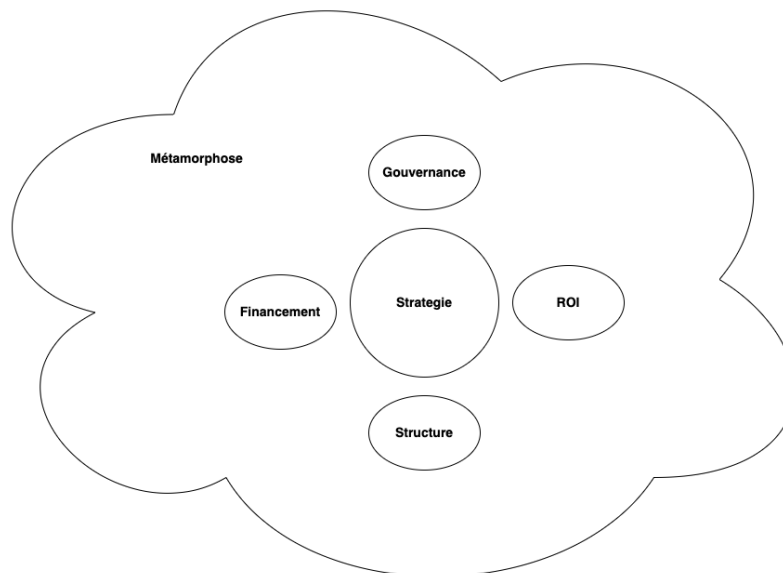 Métamorphose
Gouvernance
Financement
Strategie
ROI
Structure